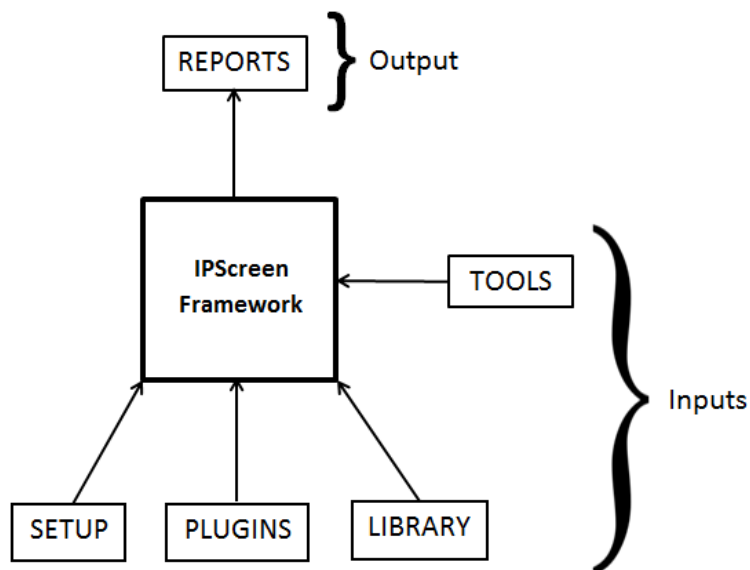 REPORTS
Output
IPScreen
Framework
TOOLS
Inputs
SETUP
PLUGINS
LIBRARY